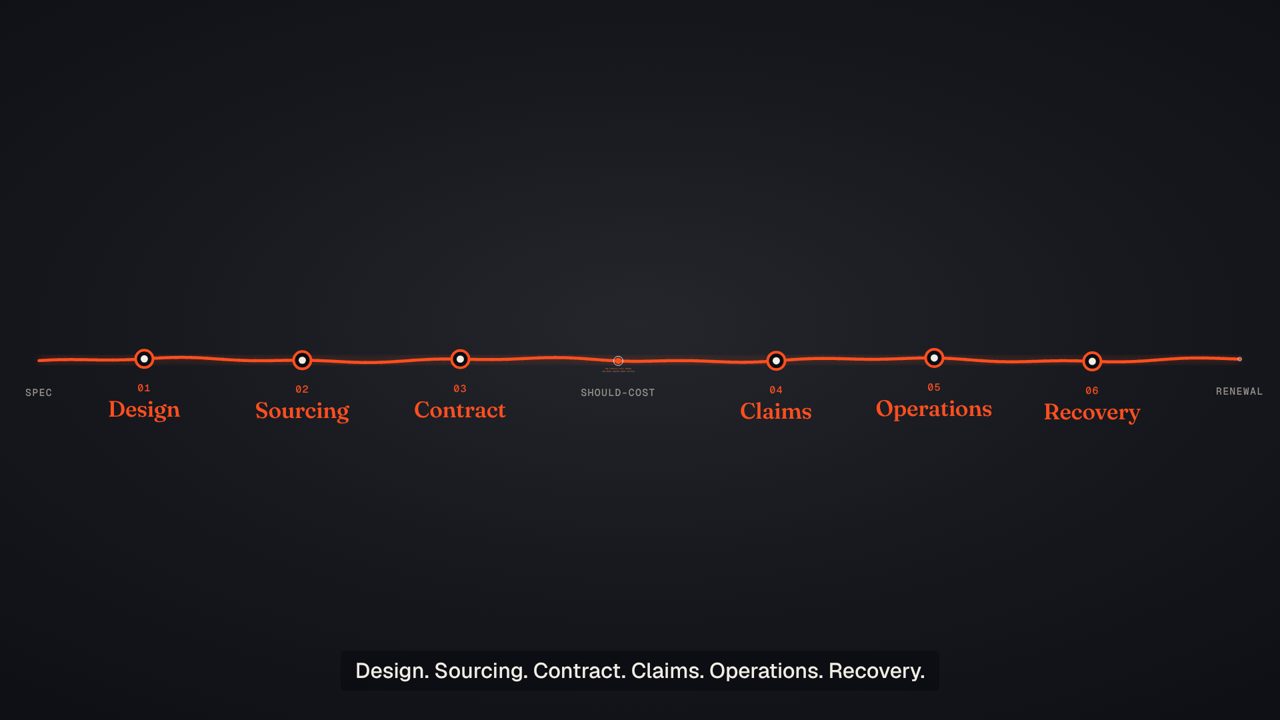 SPEC
01
Design
02
Sourcing
03
Contract
SHOULD-COST
04
Claims
05
Operations
06
Recovery
RENEWAL
Design. Sourcing. Contract. Claims. Operations. Recovery.